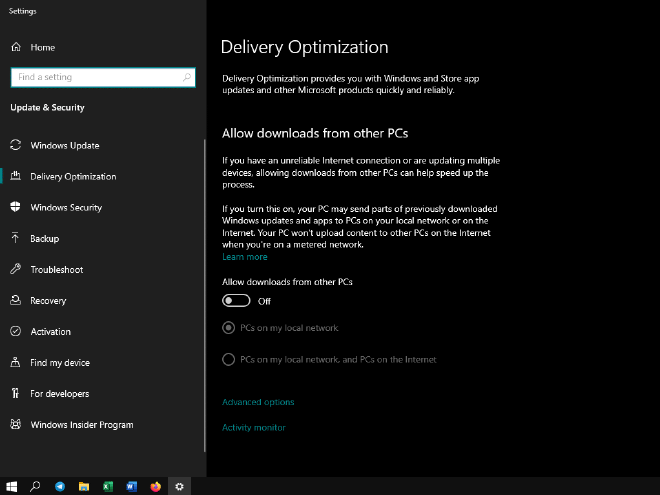 Settings
Home
Find a setting
Update & Security
Windows Update
Delivery Optimization
Windows Security
Backup
Troubleshoot
Recovery
Activation
Find my device
For developers
Windows Insider Program
Delivery Optimization
Delivery Optimization provides you with Windows and Store app
updates and other Microsoft products quickly and reliably.
Allow downloads from other PCs
If you have an unreliable Internet connection or are updating multiple
devices, allowing downloads from other PCs can help speed up the
process.
If you turn this on, your PC may send parts of previously downloaded
Windows updates and apps to PCs on your local network or on the
Internet. Your PC won't upload content to other PCs on the Internet
when you're on a metered network.
Learn more
Allow downloads from other PCs
Off
PCs on my local network
PCs on my local network, and PCs on the Internet
Advanced options
Activity monitor